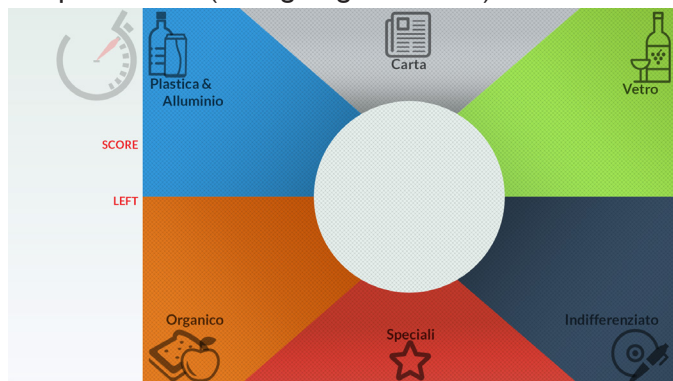 Carta
Plastica &
Alluminio
Vetro
SCORE
LEFT
Organico
Speciali
Indifferenziato